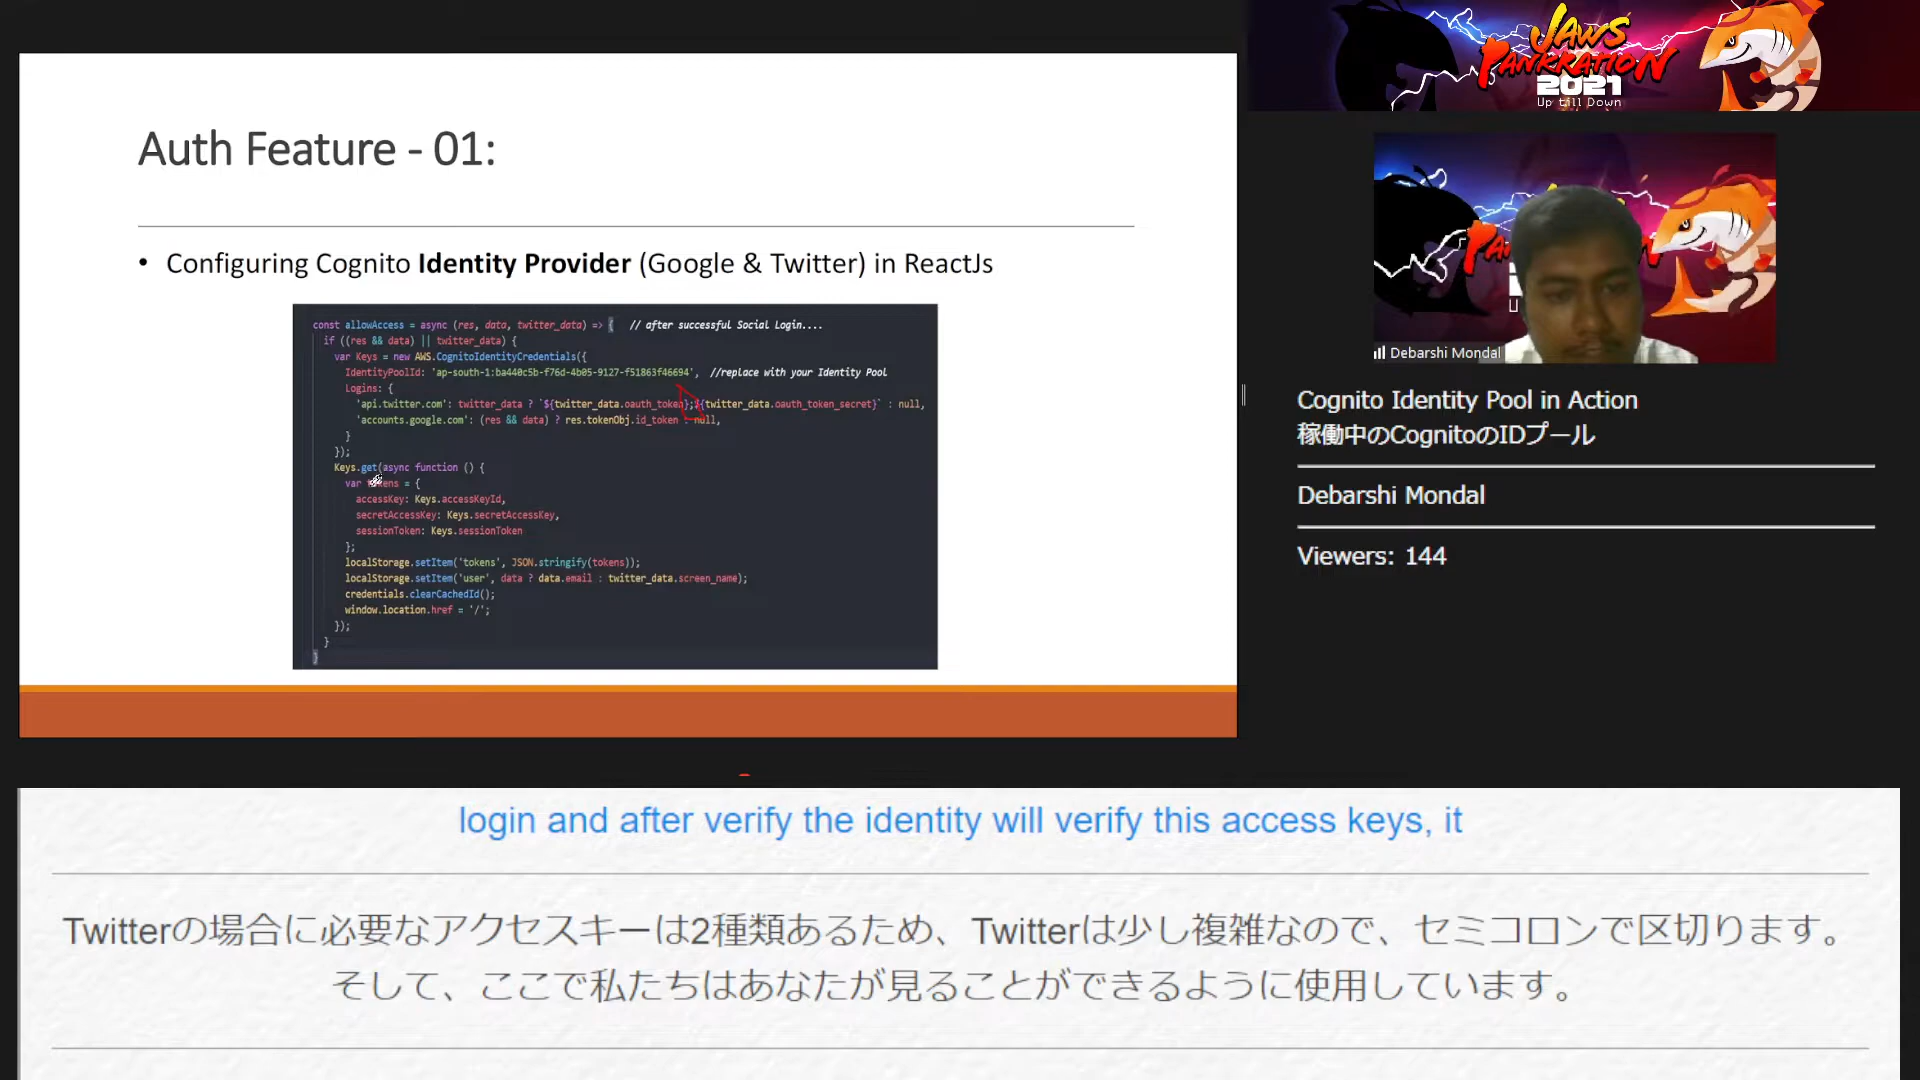 Auth Feature - 01:
• Configuring Cognito Identity Provider (Google & Twitter) in ReactJs
const allowAccess = async (res, data, twitter_data) => { // after successful Social Login....
if ((res && data) || twitter_data) {
var Keys = new AWS.CognitoIdentityCredentials({
IdentityPoolId: 'ap-south-1:ba440c5b-f76d-4b05-9127-f51863f46694', //replace with your Identity Pool
Logins: {
'api.twitter.com': twitter_data ? `${twitter_data.oauth_token};${twitter_data.oauth_token_secret}` : null,
'accounts.google.com': (res && data) ? res.tokenObj.id_token : null,
}
});
Keys.get(async function () {
var tokens = {
accessKey: Keys.accessKeyId,
secretAccessKey: Keys.secretAccessKey,
sessionToken: Keys.sessionToken
};
localStorage.setItem('tokens', JSON.stringify(tokens));
localStorage.setItem('user', data ? data.email : twitter_data.screen_name);
credentials.clearCachedId();
window.location.href = '/';
});
}
}
JAWS
PANKRATION
2021
Up till Down
Debarshi Mondal
Cognito Identity Pool in Action
稼働中のCognitoのIDプール
Debarshi Mondal
Viewers: 144
login and after verify the identity will verify this access keys, it
Twitterの場合に必要なアクセスキーは2種類あるため、Twitterは少し複雑なので、セミコロンで区切ります。
そして、ここで私たちはあなたが見ることができるように使用しています。